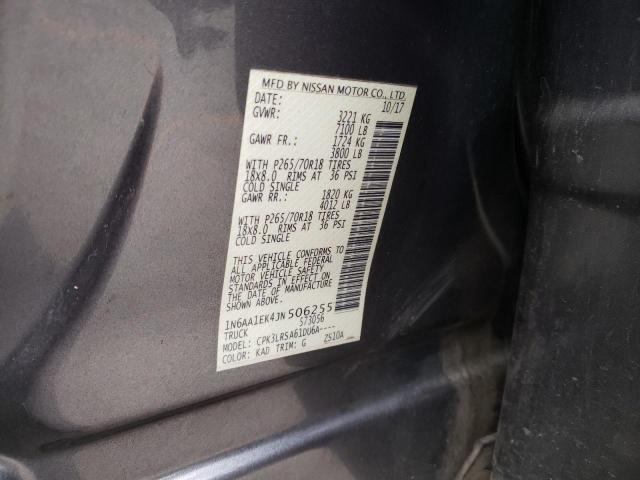 MFD BY NISSAN MOTOR CO., LTD.
DATE: 10/17
GVWR: 3221 KG
7100 LB
GAWR FR.: 1724 KG
3800 LB
WITH P265/70R18 TIRES
18X8.0 RIMS AT 36 PSI
COLD SINGLE
GAWR RR.: 1820 KG
4012 LB
WITH P265/70R18 TIRES
18X8.0 RIMS AT 36 PSI
COLD SINGLE
THIS VEHICLE CONFORMS TO
ALL APPLICABLE FEDERAL
MOTOR VEHICLE SAFETY
STANDARDS IN EFFECT ON
THE DATE OF MANUFACTURE
SHOWN ABOVE.
1N6AA1EK4JN506255
TRUCK 573056
MODEL: CPK3LRSA61DU6A----
COLOR: KAD TRIM: G ZS10A